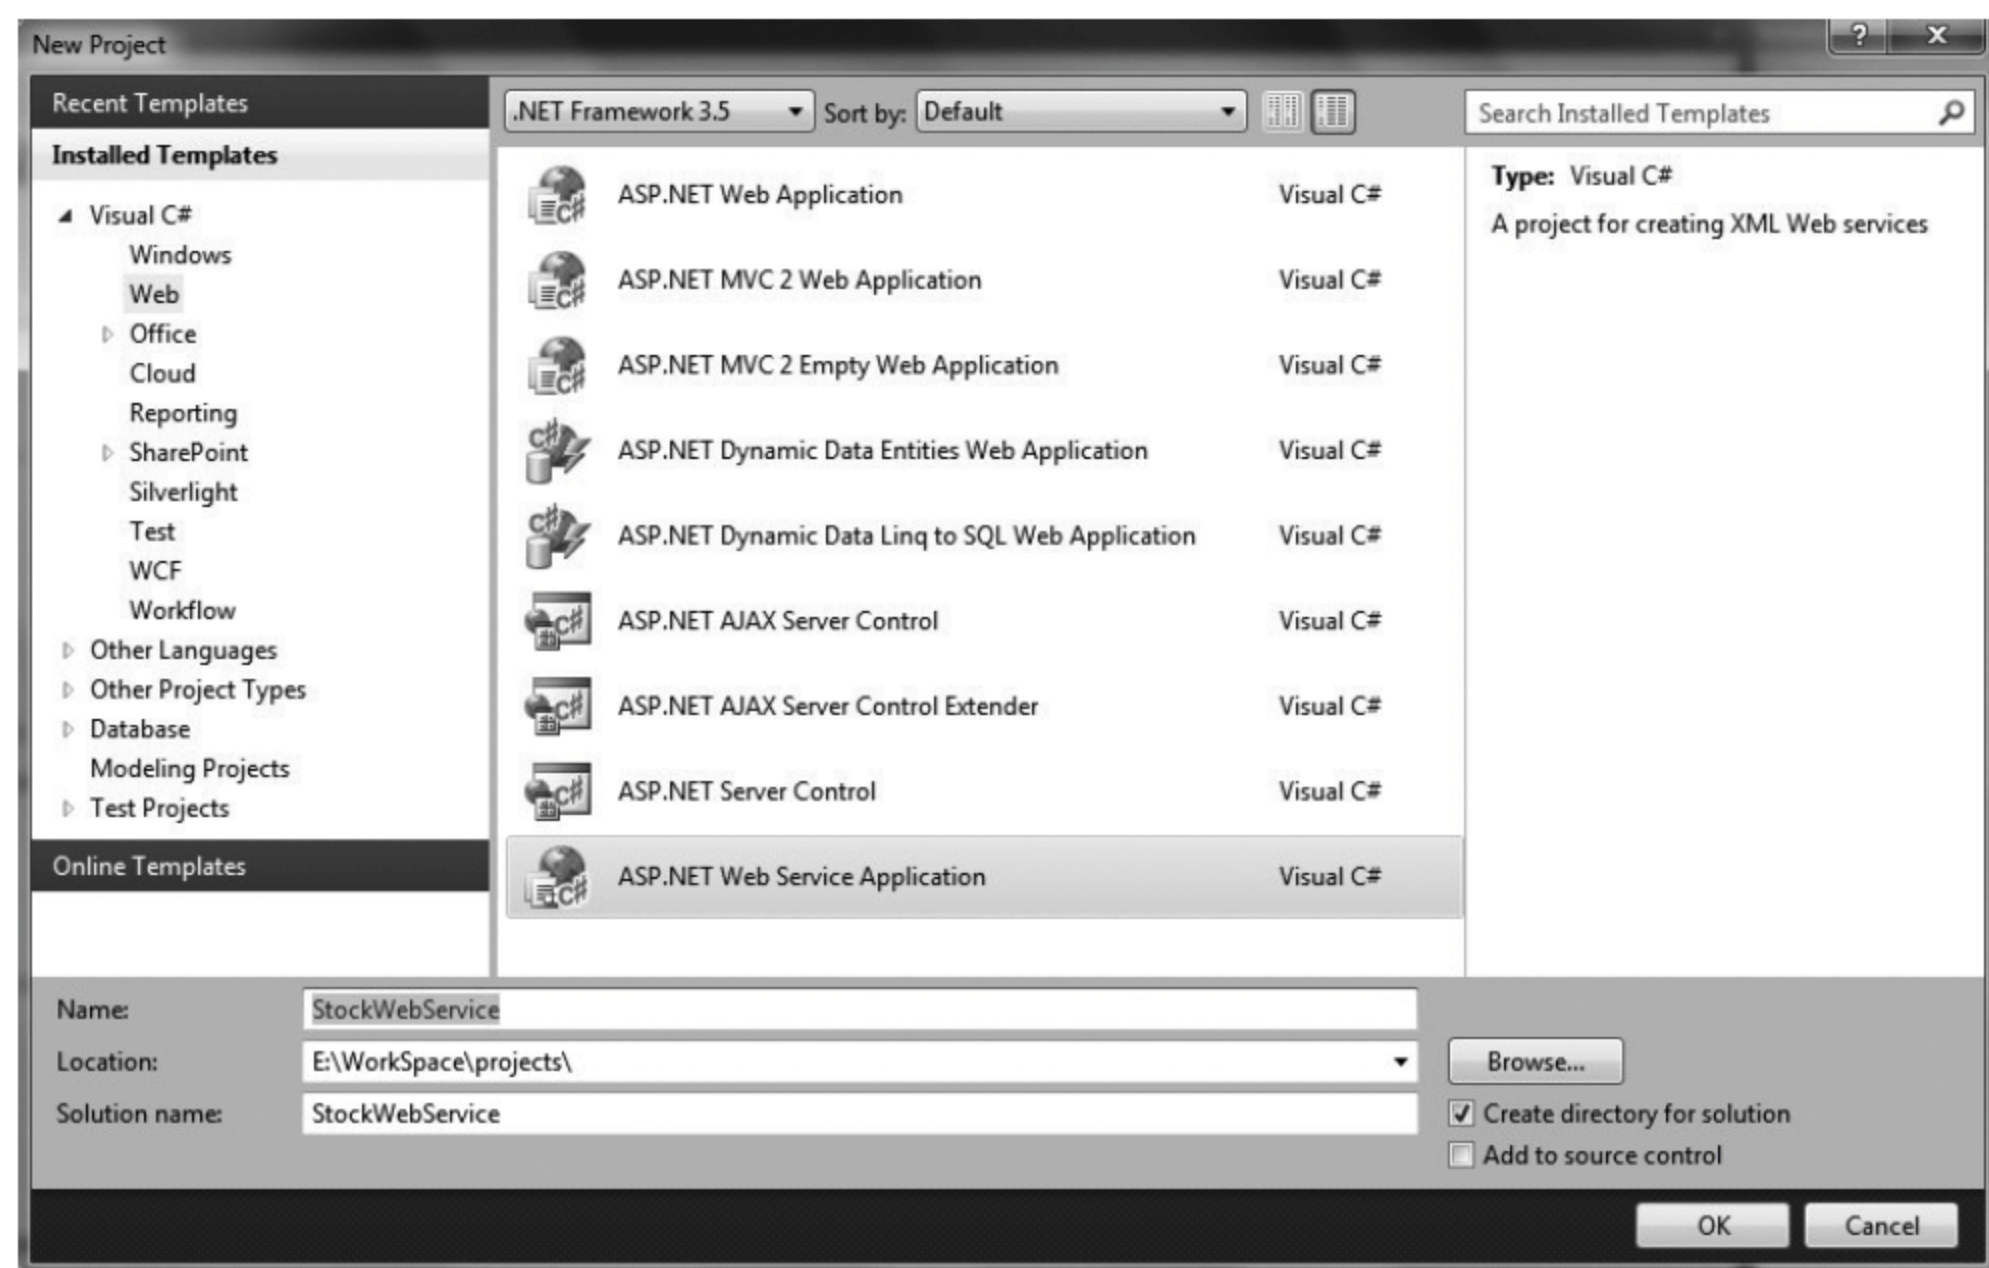 New Project
Recent Templates
Installed Templates
Visual C#
Windows
Web
Office
Cloud
Reporting
SharePoint
Silverlight
Test
WCF
Workflow
Other Languages
Other Project Types
Database
Modeling Projects
Test Projects
Online Templates
.NET Framework 3.5 Sort by: Default
ASP.NET Web Application Visual C#
ASP.NET MVC 2 Web Application Visual C#
ASP.NET MVC 2 Empty Web Application Visual C#
ASP.NET Dynamic Data Entities Web Application Visual C#
ASP.NET Dynamic Data Linq to SQL Web Application Visual C#
ASP.NET AJAX Server Control Visual C#
ASP.NET AJAX Server Control Extender Visual C#
ASP.NET Server Control Visual C#
ASP.NET Web Service Application Visual C#
Search Installed Templates
Type: Visual C#
A project for creating XML Web services
Name: StockWebService
Location: E:\WorkSpace\projects\ Browse...
Solution name: StockWebService Create directory for solution
Add to source control
OK Cancel